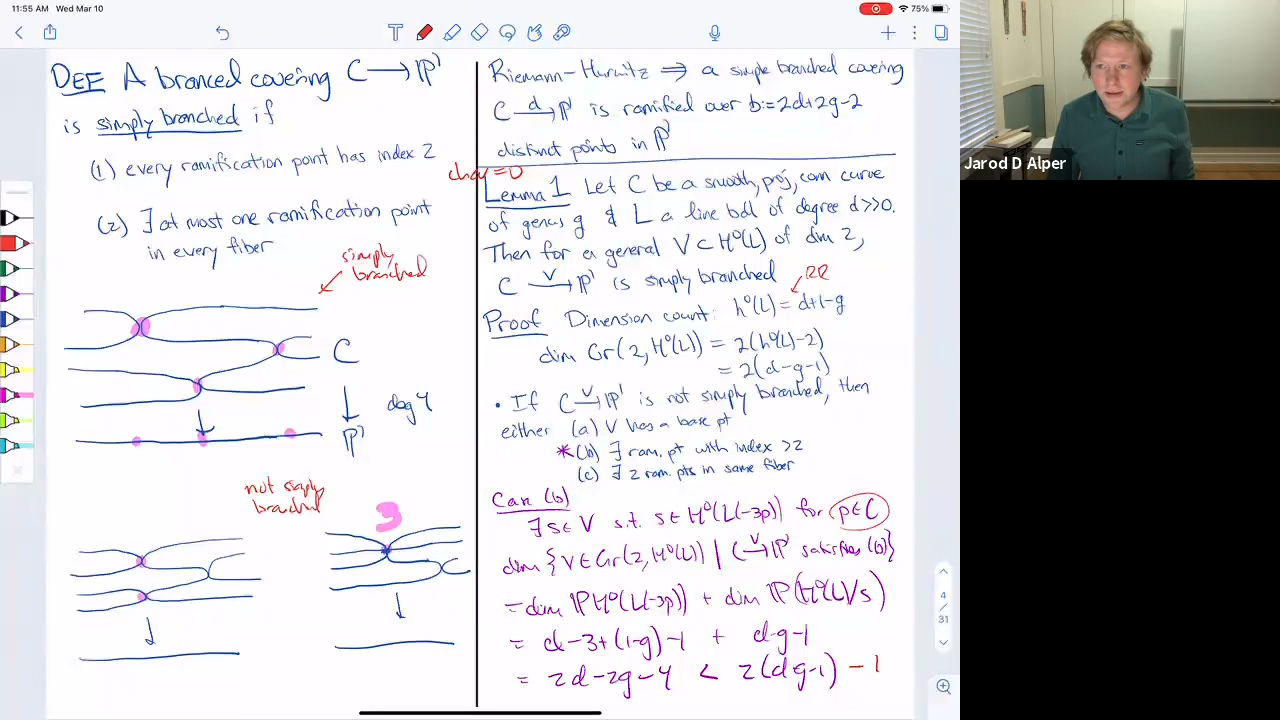 11:55 AM Wed Mar 10
75%
DEF A branced covering C → P¹
is simply branched if
(1) every ramification point has index 2
(2) ∃ at most one ramification point
in every fiber
simply
branched
C
↓ deg 4
P¹
not simply
branched
3
char = 0
Riemann-Hurwitz ⇒ a simple branched covering
C →ᵈ P¹ is ramified over b:=2d+2g-2
distinct points in P¹
Lemma 1 Let C be a smooth, proj, conn curve
of genus g & L a line bdl of degree d>>0.
Then for a general V ⊂ H⁰(L) of dim 2,
C →ⱽ P¹ is simply branched
RR
Proof Dimension count: h⁰(L) = d+1-g
dim Gr(2, H⁰(L)) = 2(h⁰(L)-2)
= 2(d-g-1)
• If C →ⱽ P¹ is not simply branched, then
either (a) V has a base pt
*(b) ∃ ram. pt with index >2
(c) ∃ 2 ram. pts in same fiber
Case (b)
∃ s∈V s.t. s∈H⁰(L(-3p)) for p∈C
dim {V∈Gr(2, H⁰(L)) | C →ⱽ P¹ satisfies (b)}
= dim P H⁰(L(-3p)) + dim P(H⁰(L)/s)
= d-3+(1-g)-1 + d-g-1
= 2d-2g-4 < 2(d-g-1) -1
Jarod D Alper
4
/
31